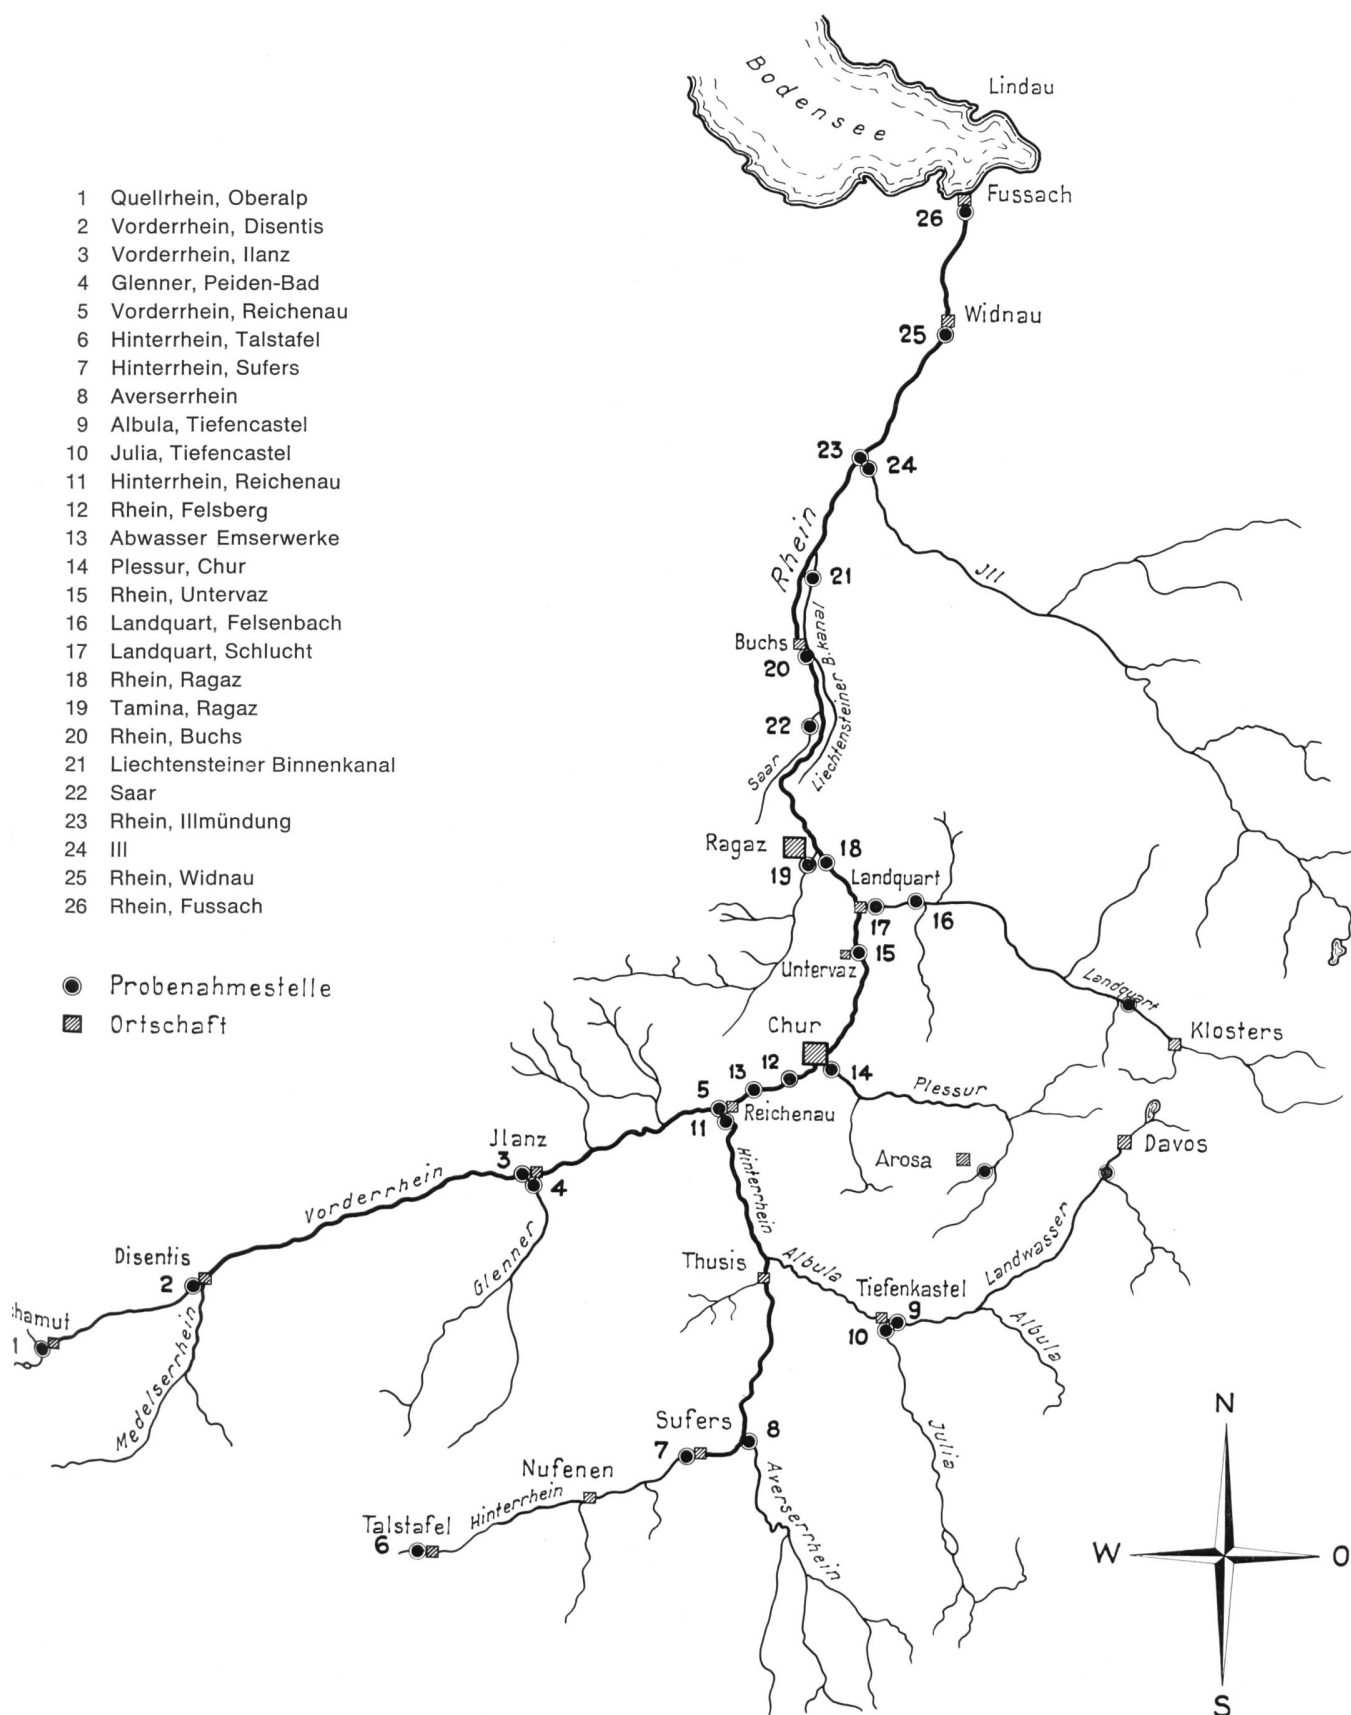 Bodensee
Lindau
Fussach
26
Widnau
25
1 Quellrhein, Oberalp
2 Vorderrhein, Disentis
3 Vorderrhein, Ilanz
4 Glenner, Peiden-Bad
5 Vorderrhein, Reichenau
6 Hinterrhein, Talstafel
7 Hinterrhein, Sufers
8 Averserrhein
9 Albula, Tiefencastel
10 Julia, Tiefencastel
11 Hinterrhein, Reichenau
12 Rhein, Felsberg
13 Abwasser Emserwerke
14 Plessur, Chur
15 Rhein, Untervaz
16 Landquart, Felsenbach
17 Landquart, Schlucht
18 Rhein, Ragaz
19 Tamina, Ragaz
20 Rhein, Buchs
21 Liechtensteiner Binnenkanal
22 Saar
23 Rhein, Illmündung
24 Ill
25 Rhein, Widnau
26 Rhein, Fussach
Probenahmestelle
Ortschaft
23
24
Rhein
Jll
21
Buchs
20
Liechtensteiner B.kanal
22
Saar
Ragaz
18
19
Landquart
17
16
15
Untervaz
Landquart
Klosters
Chur
12
13
14
Plessur
5
Reichenau
11
Arosa
Davos
Jlanz
3
4
Vorderrhein
Hinterrhein
Glenner
Landwasser
Disentis
2
Thusis
Albula
Tiefenkastel
9
10
Albula
hamut
1
Medelserrhein
Sufers
8
7
Julia
Nufenen
Averserrhein
Hinterrhein
Talstafel
6
N
W
O
S